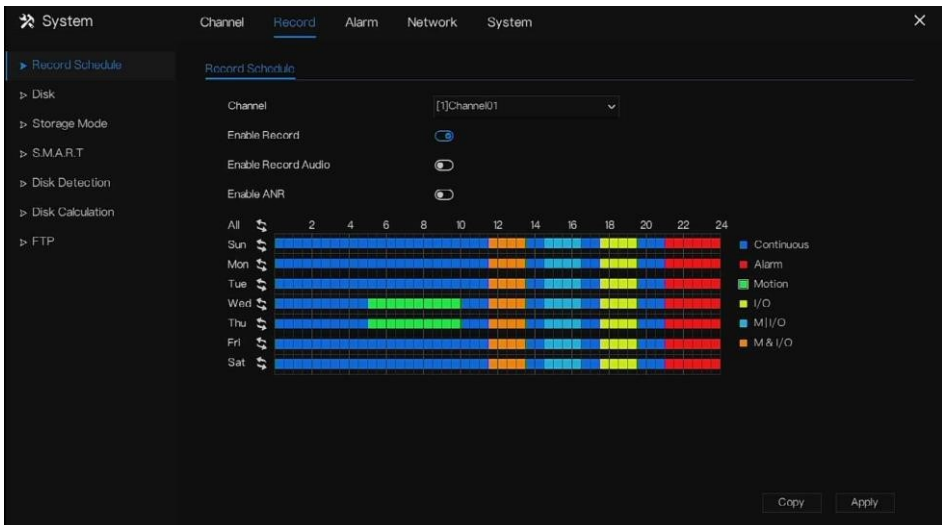 System
Channel Record Alarm Network System
Record Schedule
Disk
Storage Mode
S.M.A.R.T
Disk Detection
Disk Calculation
FTP
Record Schedule
Channel [1]Channel01
Enable Record
Enable Record Audio
Enable ANR
All 2 4 6 8 10 12 14 16 18 20 22 24
Sun
Mon
Tue
Wed
Thu
Fri
Sat
Continuous
Alarm
Motion
I/O
M|I/O
M & I/O
Copy Apply